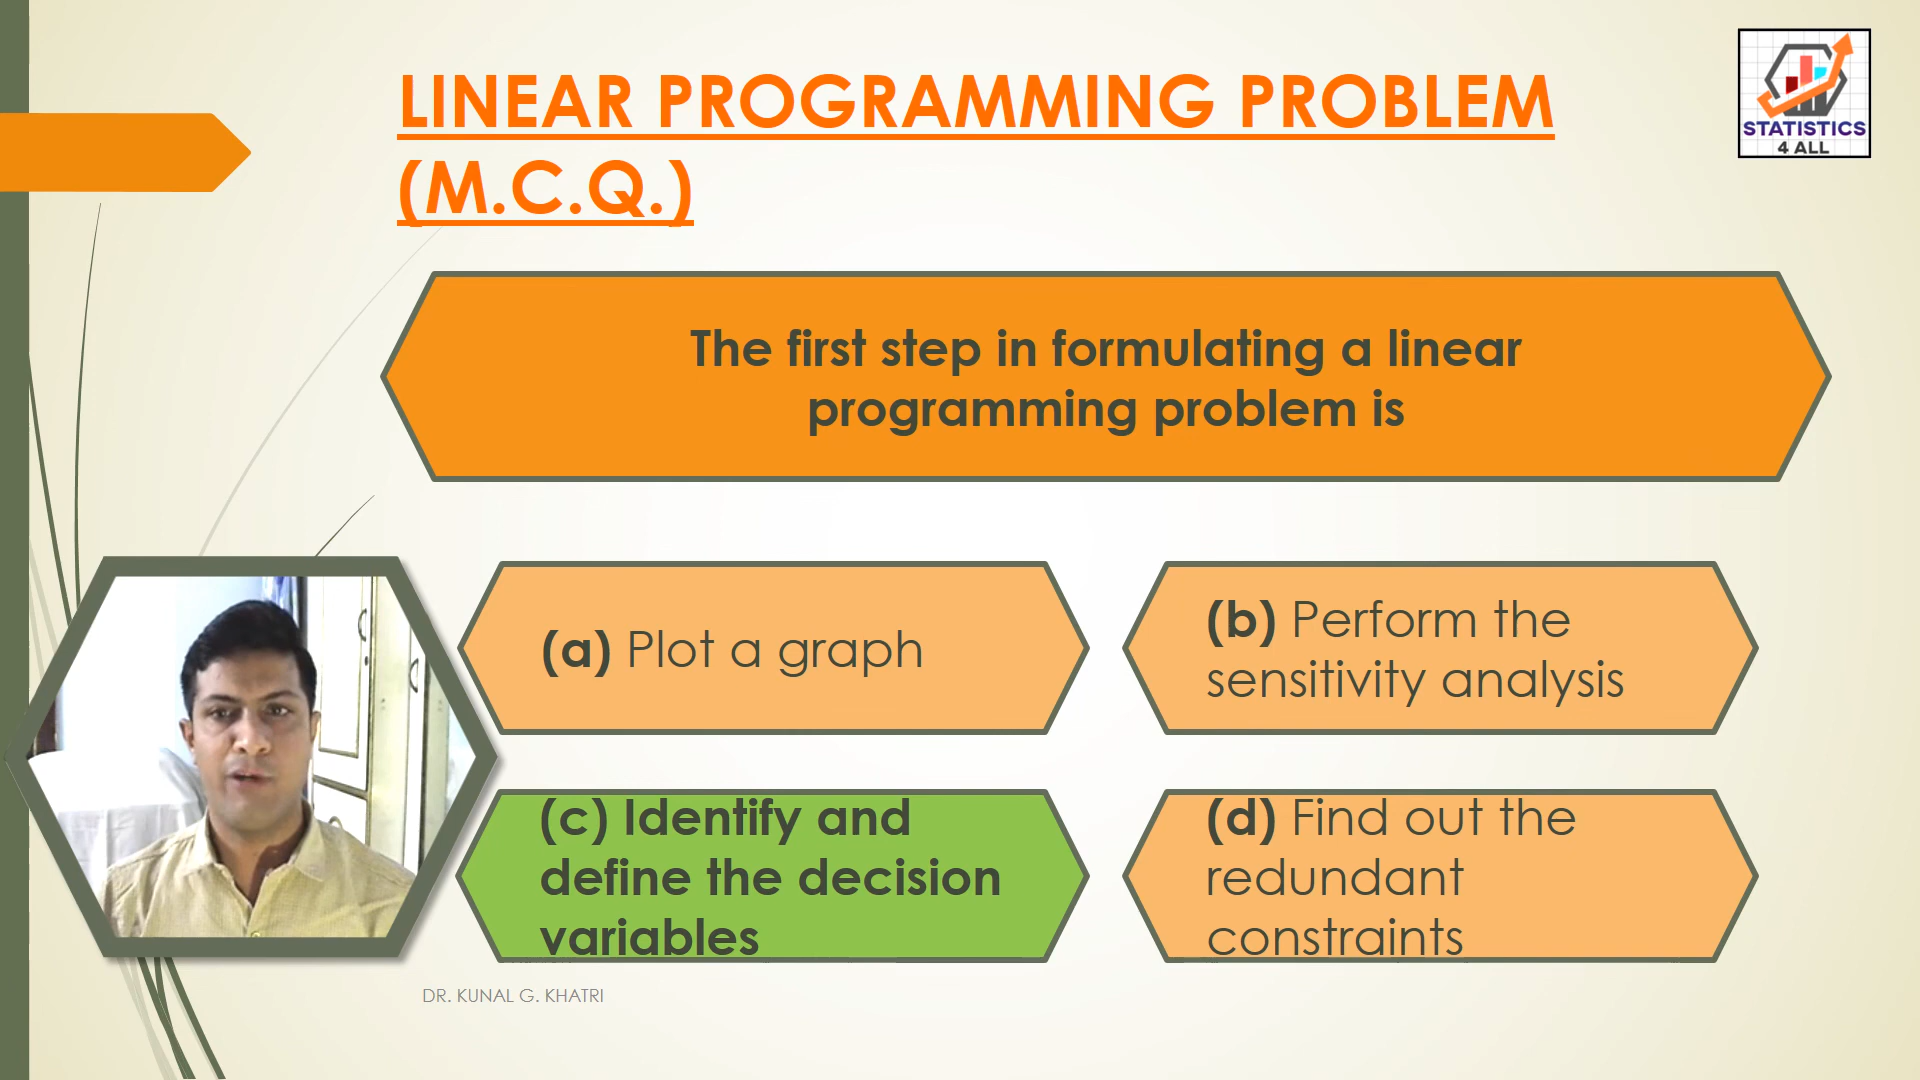 LINEAR PROGRAMMING PROBLEM
(M.C.Q.)
STATISTICS
4 ALL
The first step in formulating a linear
programming problem is
(a) Plot a graph
(b) Perform the
sensitivity analysis
(c) Identify and
define the decision
variables
(d) Find out the
redundant
constraints
DR. KUNAL G. KHATRI